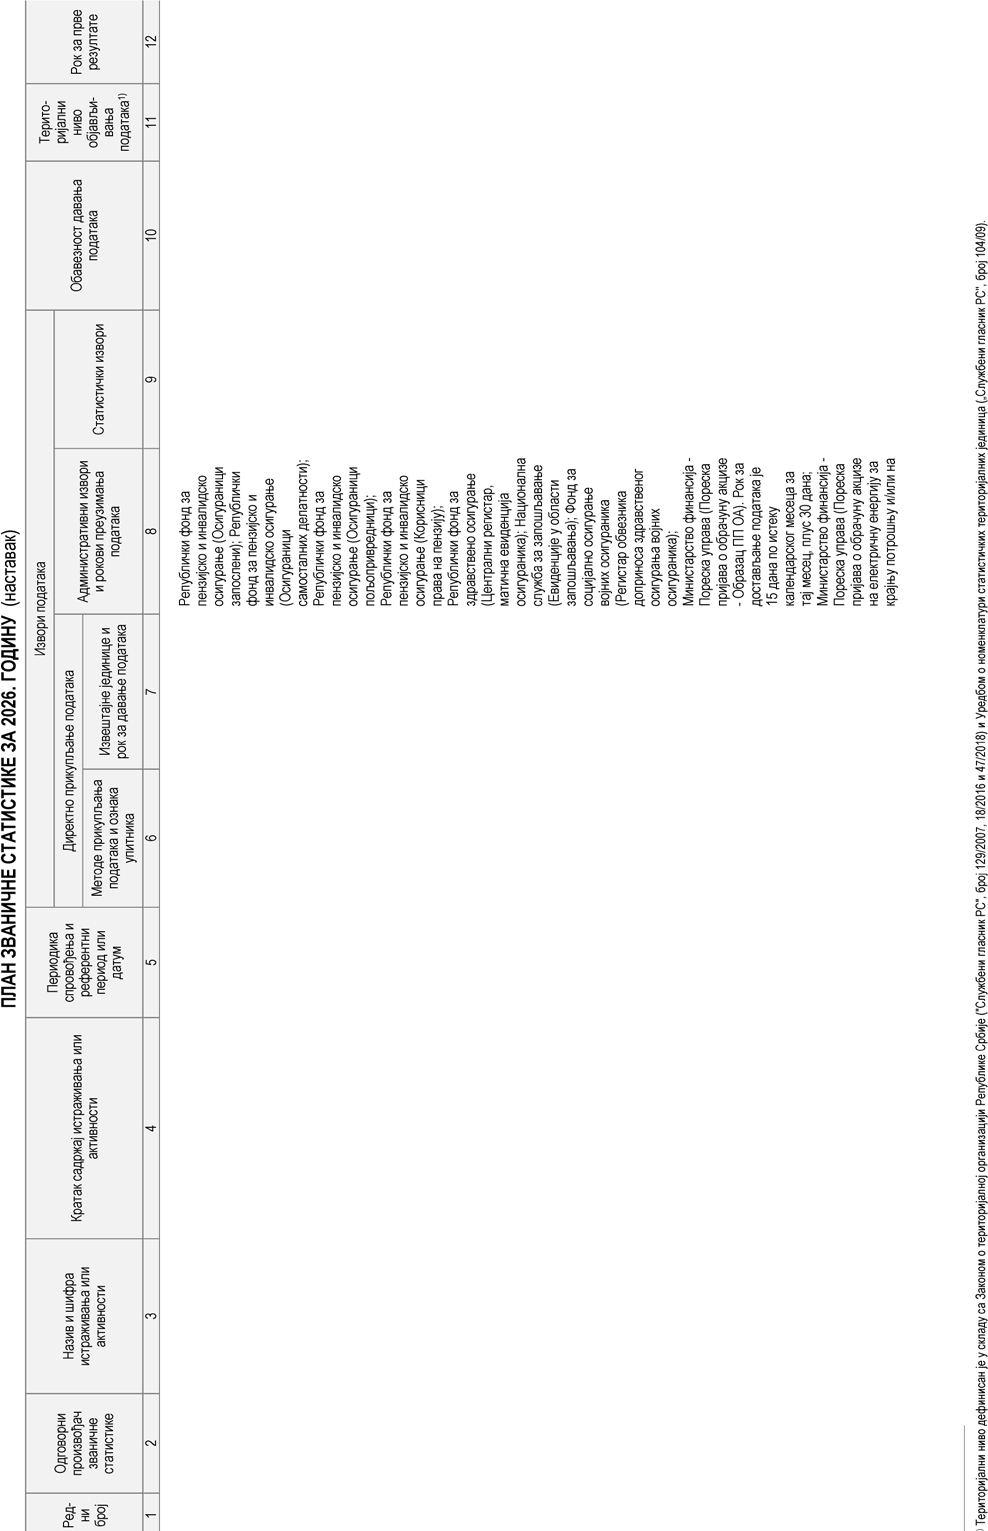 ПЛАН ЗВАНИЧНЕ СТАТИСТИКЕ ЗА 2026. ГОДИНУ (наставак)
Ред-
ни
број
Одговорни
произвођач
званичне
статистике
Назив и шифра
истраживања или
активности
Кратак садржај истраживања или
активности
Периодика
спровођења и
референтни
период или
датум
Извори података
Директно прикупљање података
Методе прикупљања
података и ознака
упитника
Извештајне јединице и
рок за давање података
Административни извори
и рокови преузимања
података
Статистички извори
Обавезност давања
података
Терито-
ријални
ниво
објављи-
вања
података1)
Рок за прве
резултате
1 2 3 4 5 6 7 8 9 10 11 12
Републички фонд за
пензијско и инвалидско
осигурање (Осигураници
запослени); Републички
фонд за пензијско и
инвалидско осигурање
(Осигураници
самосталних делатности);
Републички фонд за
пензијско и инвалидско
осигурање (Осигураници
пољопривредници);
Републички фонд за
пензијско и инвалидско
осигурање (Корисници
права на пензију);
Републички фонд за
здравствено осигурање
(Централни регистар,
матична евиденција
осигураника); Национална
служба за запошљавање
(Евиденције у области
запошљавања); Фонд за
социјално осигурање
војних осигураника
(Регистар обвезника
доприноса здравственог
осигурања војних
осигураника);
Министарство финансија -
Пореска управа (Пореска
пријава о обрачуну акцизе
- Образац ПП ОА). Рок за
достављање података је
15 дана по истеку
календарског месеца за
тај месец, плус 30 дана;
Министарство финансија -
Пореска управа (Пореска
пријава о обрачуну акцизе
на електричну енергију за
крајњу потрошњу и/или на
) Територијални ниво дефинисан је у складу са Законом о територијалној организацији Републике Србије ("Службени гласник РС", број 129/2007, 18/2016 и 47/2018) и Уредбом о номенклатури статистичких територијалних јединица („Службени гласник РС", број 104/09).